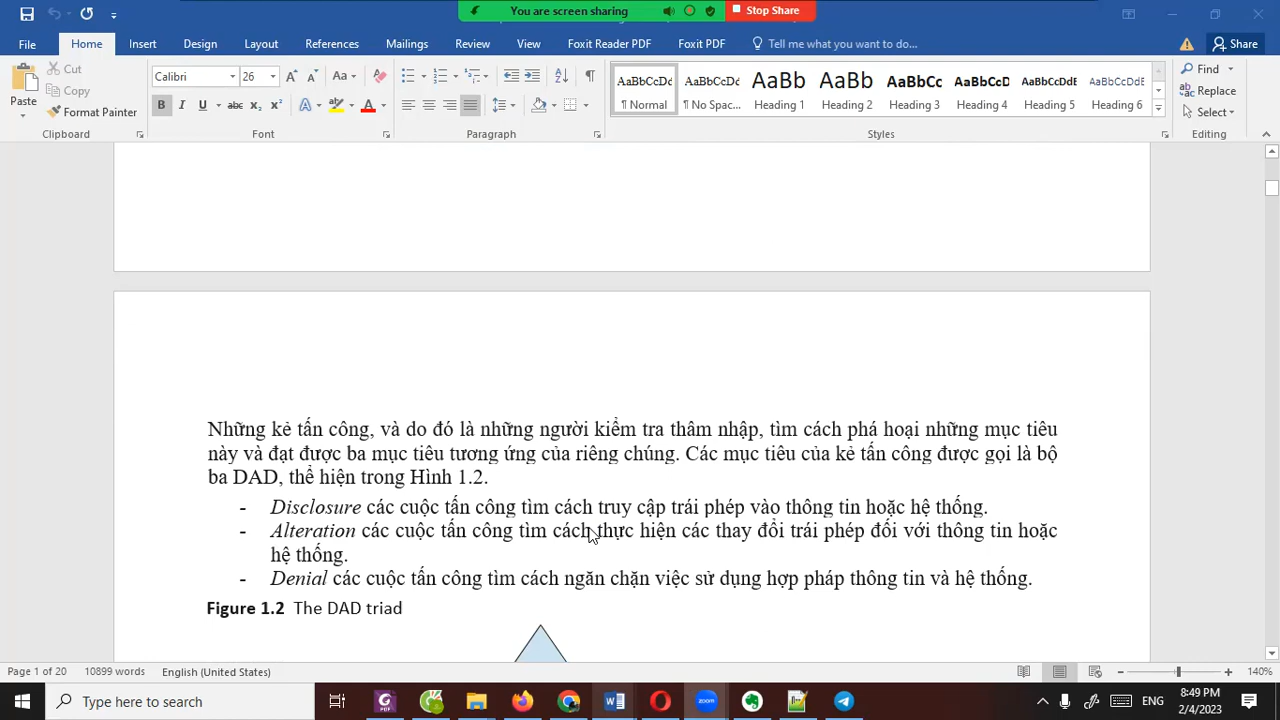 You are screen sharing
Stop Share
File Home Insert Design Layout References Mailings Review View Foxit Reader PDF Foxit PDF Tell me what you want to do... Share
Paste
Cut
Copy
Format Painter
Clipboard
Calibri 26
Font
Paragraph
AaBbCcDd AaBbCcDd AaBb AaBb AaBbCc AaBbCcD AaBbCcDdE AaBbCcDdE
¶ Normal ¶ No Spac... Heading 1 Heading 2 Heading 3 Heading 4 Heading 5 Heading 6
Styles
Find
Replace
Select
Editing
Những kẻ tấn công, và do đó là những người kiểm tra thâm nhập, tìm cách phá hoại những mục tiêu
này và đạt được ba mục tiêu tương ứng của riêng chúng. Các mục tiêu của kẻ tấn công được gọi là bộ
ba DAD, thể hiện trong Hình 1.2.
- Disclosure các cuộc tấn công tìm cách truy cập trái phép vào thông tin hoặc hệ thống.
- Alteration các cuộc tấn công tìm cách thực hiện các thay đổi trái phép đối với thông tin hoặc
hệ thống.
- Denial các cuộc tấn công tìm cách ngăn chặn việc sử dụng hợp pháp thông tin và hệ thống.
Figure 1.2 The DAD triad
Page 1 of 20 10899 words English (United States) 140%
Type here to search
zoom
ENG
8:49 PM
2/4/2023